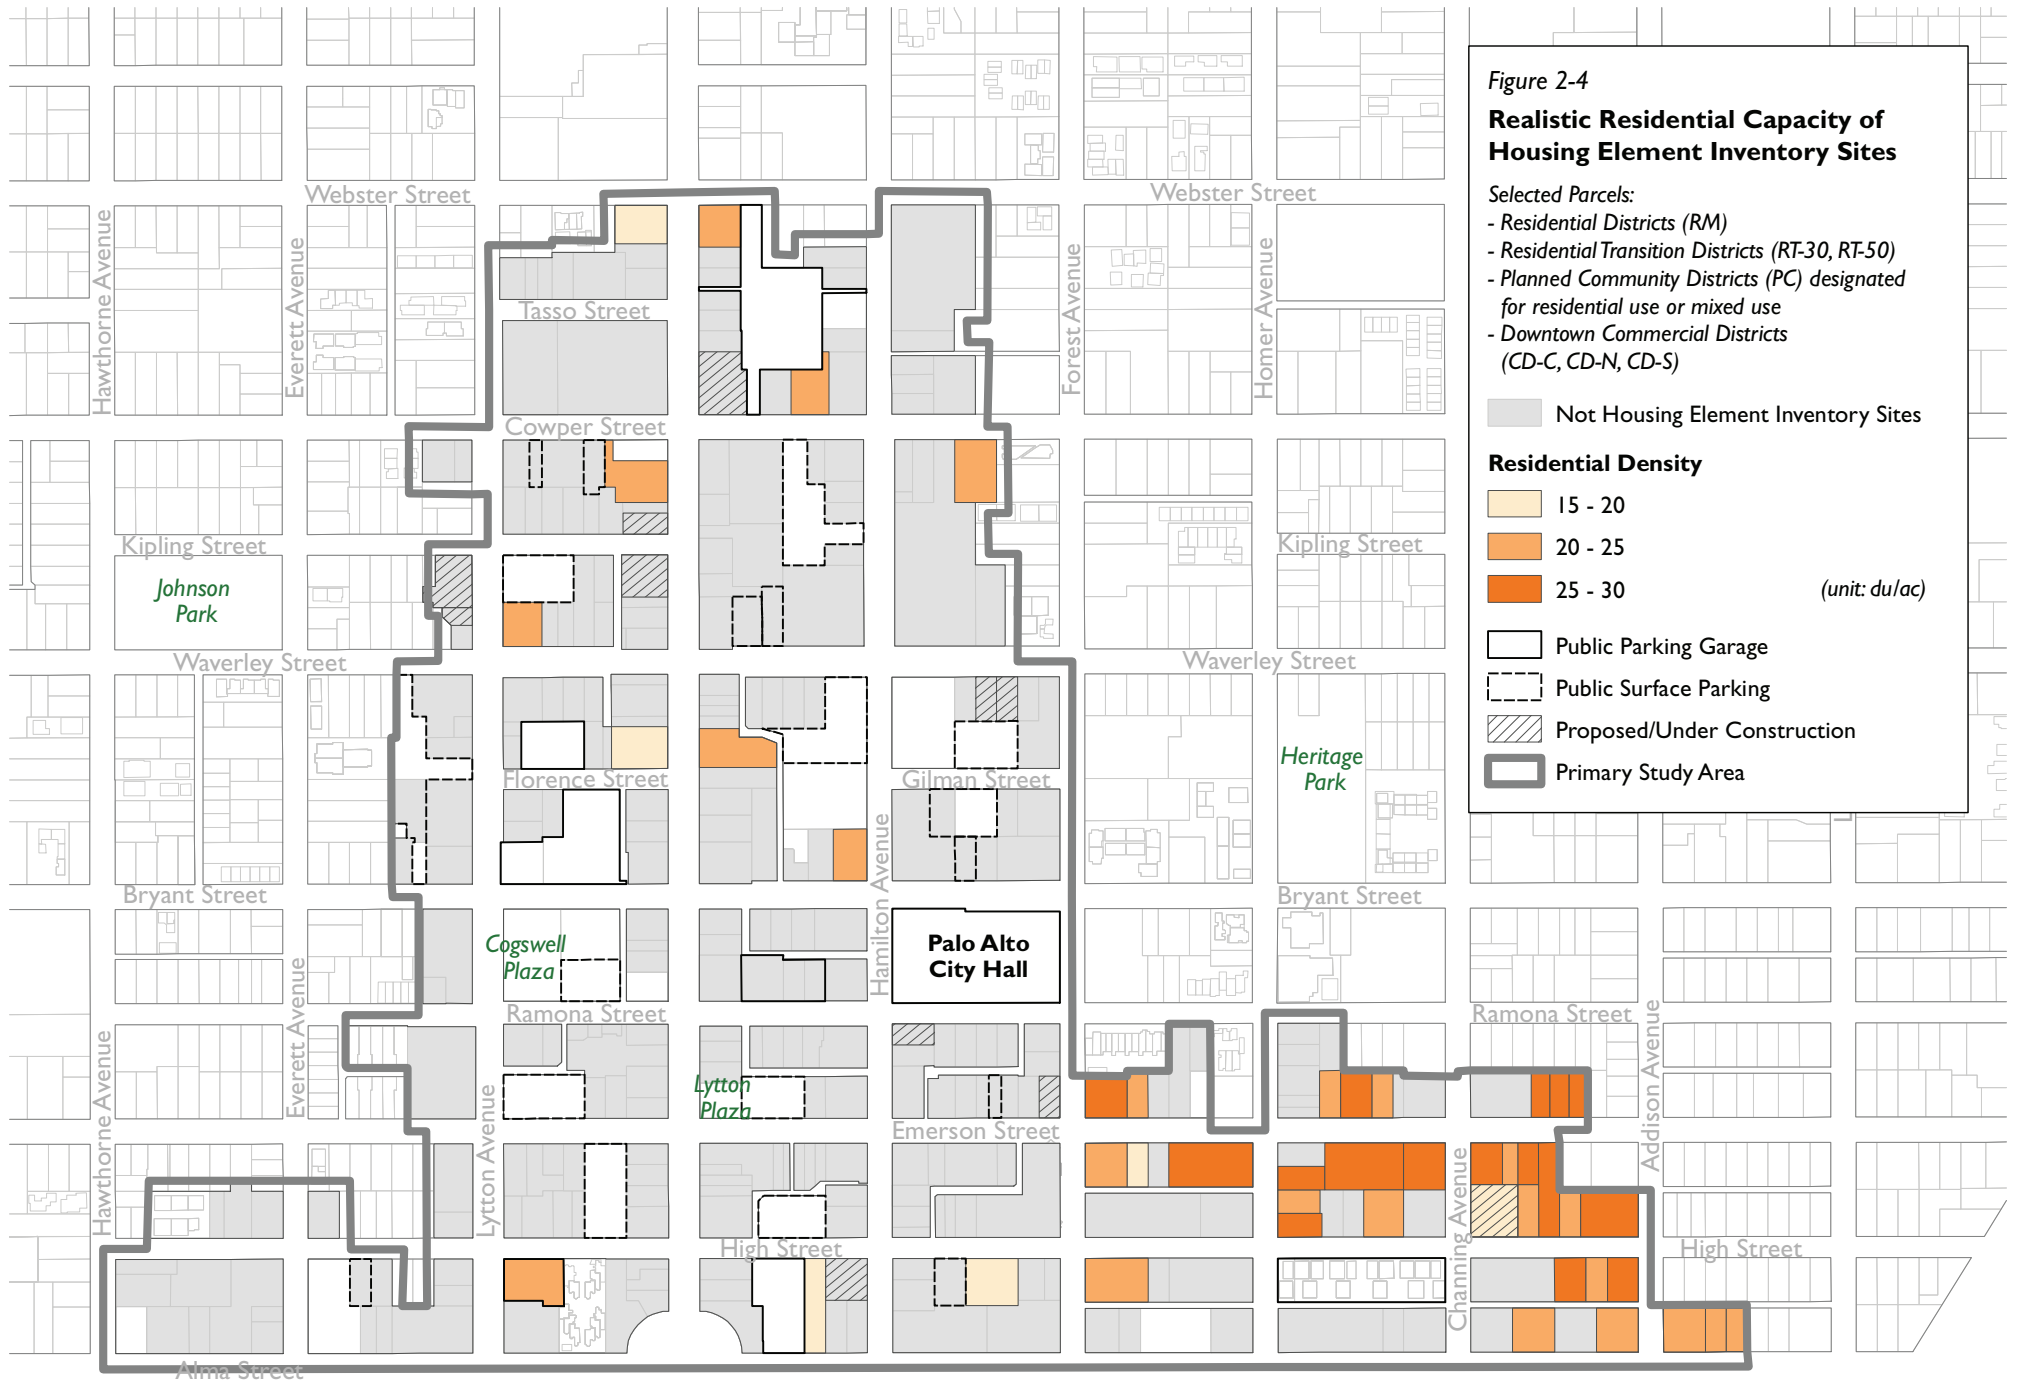 Figure 2-4
Realistic Residential Capacity of
Housing Element Inventory Sites
Selected Parcels:
- Residential Districts (RM)
- Residential Transition Districts (RT-30, RT-50)
- Planned Community Districts (PC) designated
for residential use or mixed use
- Downtown Commercial Districts
(CD-C, CD-N, CD-S)
Not Housing Element Inventory Sites
Residential Density
15 - 20
20 - 25
25 - 30
(unit: du/ac)
Public Parking Garage
Public Surface Parking
Proposed/Under Construction
Primary Study Area
Webster Street
Webster Street
Hawthorne Avenue
Everett Avenue
Tasso Street
Forest Avenue
Homer Avenue
Cowper Street
Kipling Street
Kipling Street
Johnson
Park
Waverley Street
Waverley Street
Heritage
Park
Florence Street
Gilman Street
Hamilton Avenue
Bryant Street
Bryant Street
Cogswell
Plaza
Palo Alto
City Hall
Everett Avenue
Ramona Street
Ramona Street
Hawthorne Avenue
Lytton Avenue
Lytton
Plaza
Addison Avenue
Emerson Street
Channing Avenue
High Street
High Street
Alma Street